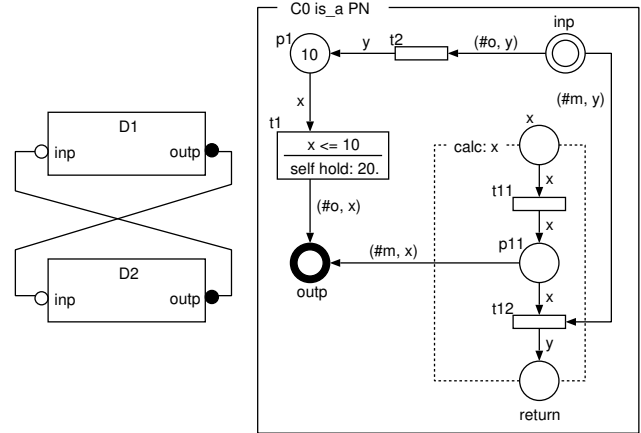 C0 is_a PN
inp
p1
10
y
t2
(#o, y)
x
t1
(#m, y)
x <= 10
self hold: 20.
x
calc: x
x
t11
x
(#o, x)
p11
(#m, x)
outp
x
t12
y
return
D1
inp
outp
D2
inp
outp